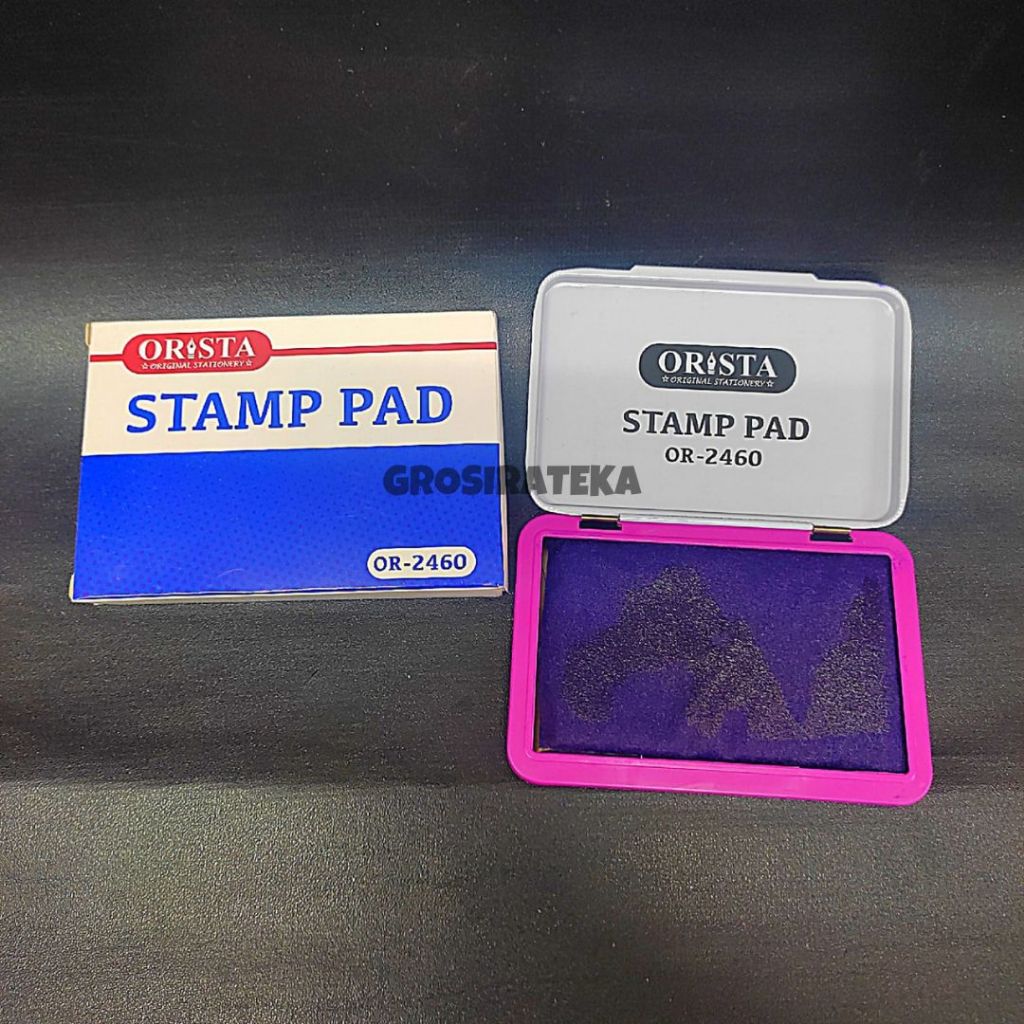 ORISTA
☆ ORIGINAL STATIONERY ☆
STAMP PAD
OR-2460
GROSIRATEKA
ORISTA
☆ ORIGINAL STATIONERY ☆
STAMP PAD
OR-2460